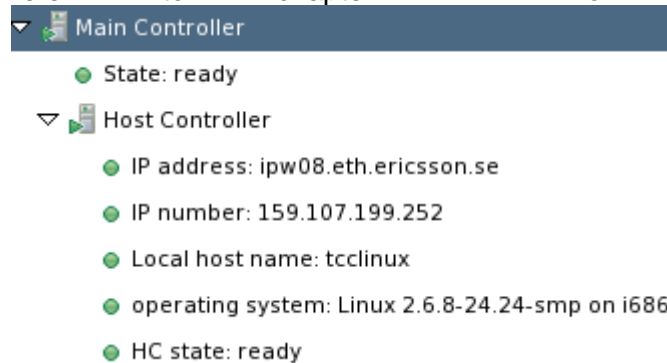 Main Controller
State: ready
Host Controller
IP address: ipw08.eth.ericsson.se
IP number: 159.107.199.252
Local host name: tcclinux
operating system: Linux 2.6.8-24.24-smp on i686
HC state: ready